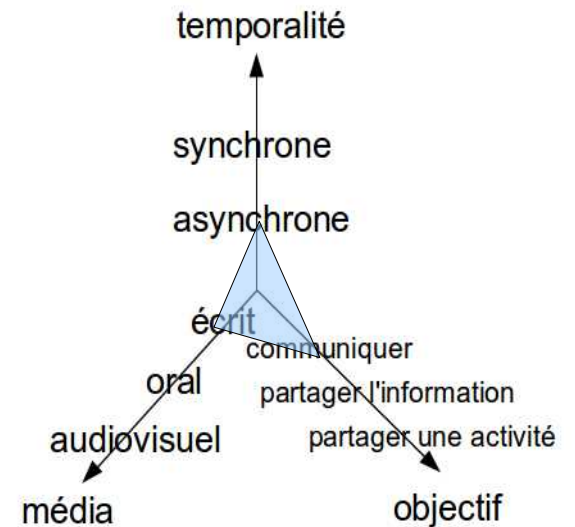 temporalité
synchrone
asynchrone
écrit
communiquer
oral
partager l'information
audiovisuel
partager une activité
média
objectif